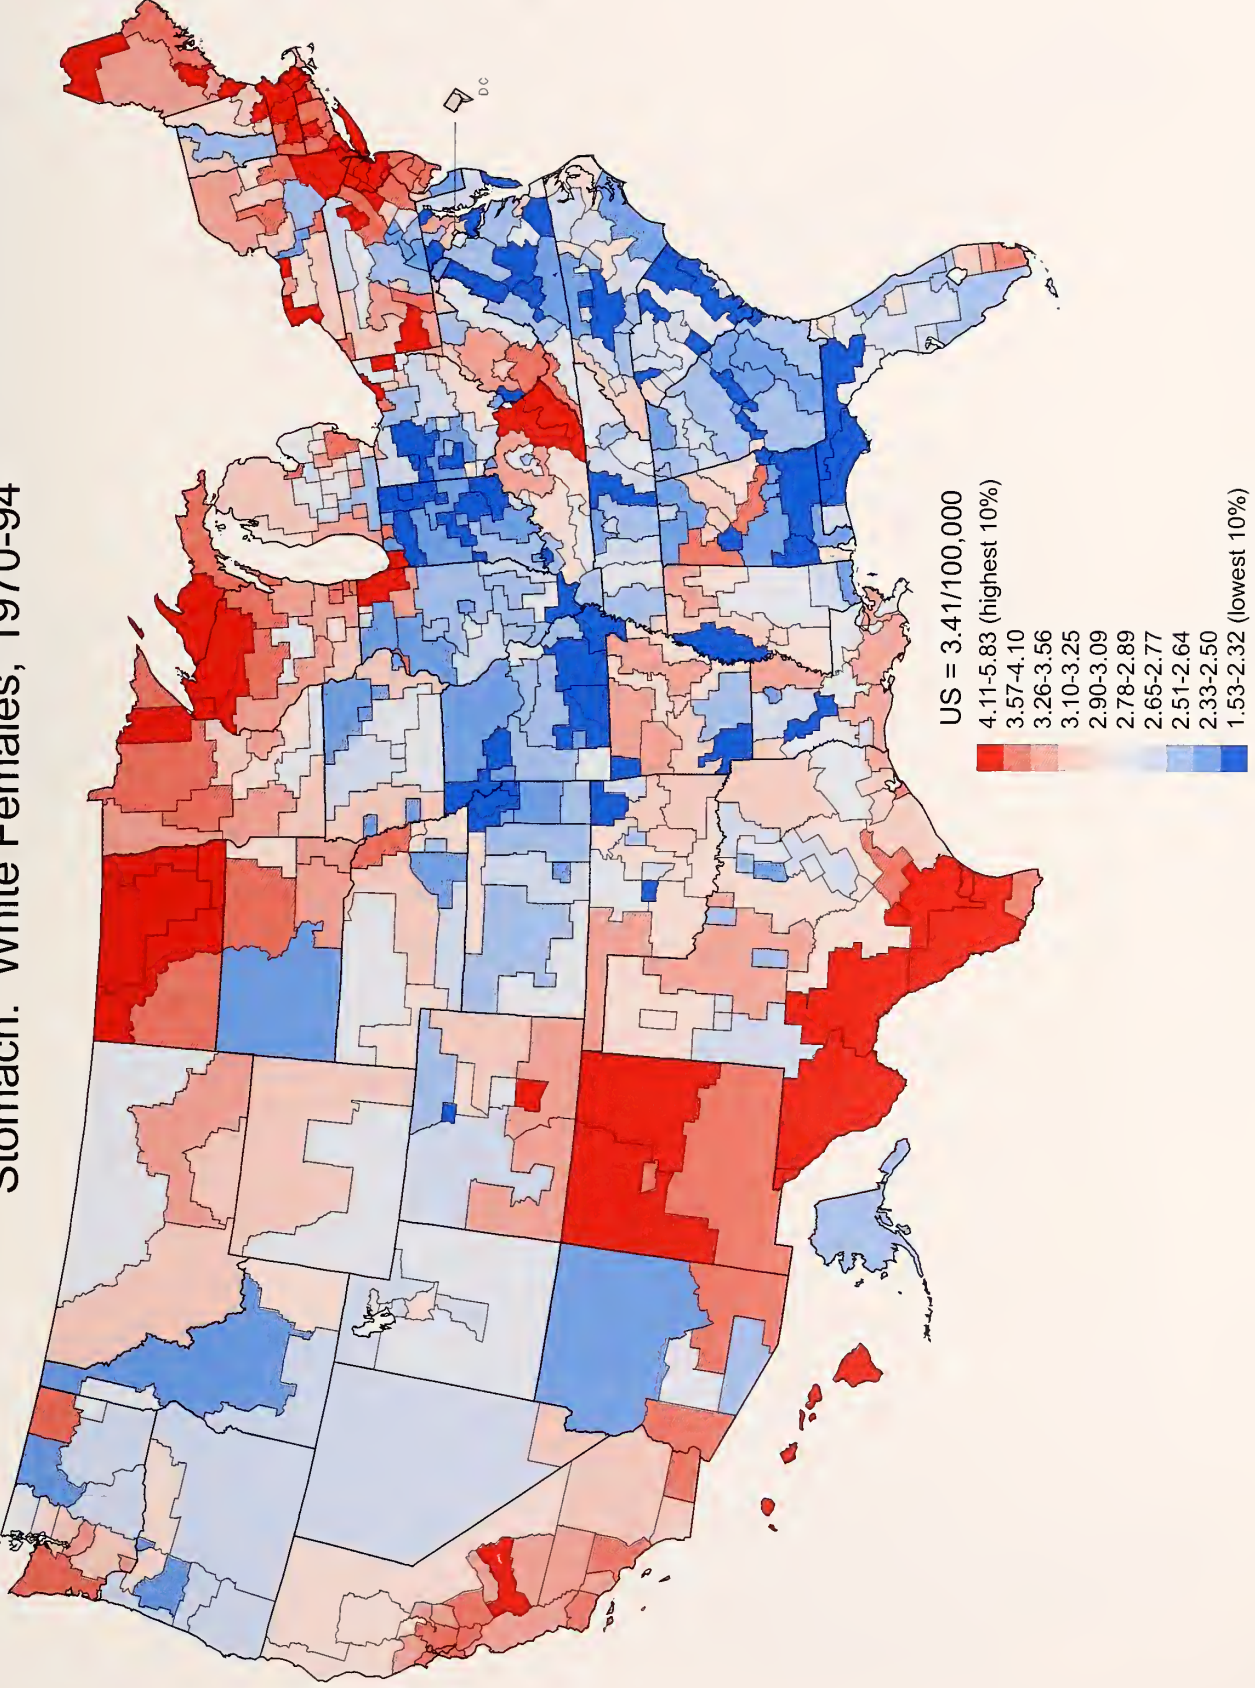 Stomach: White Females, 1970-94
DC
US = 3.41/100,000
4.11-5.83 (highest 10%)
3.57-4.10
3.26-3.56
3.10-3.25
2.90-3.09
2.78-2.89
2.65-2.77
2.51-2.64
2.33-2.50
1.53-2.32 (lowest 10%)